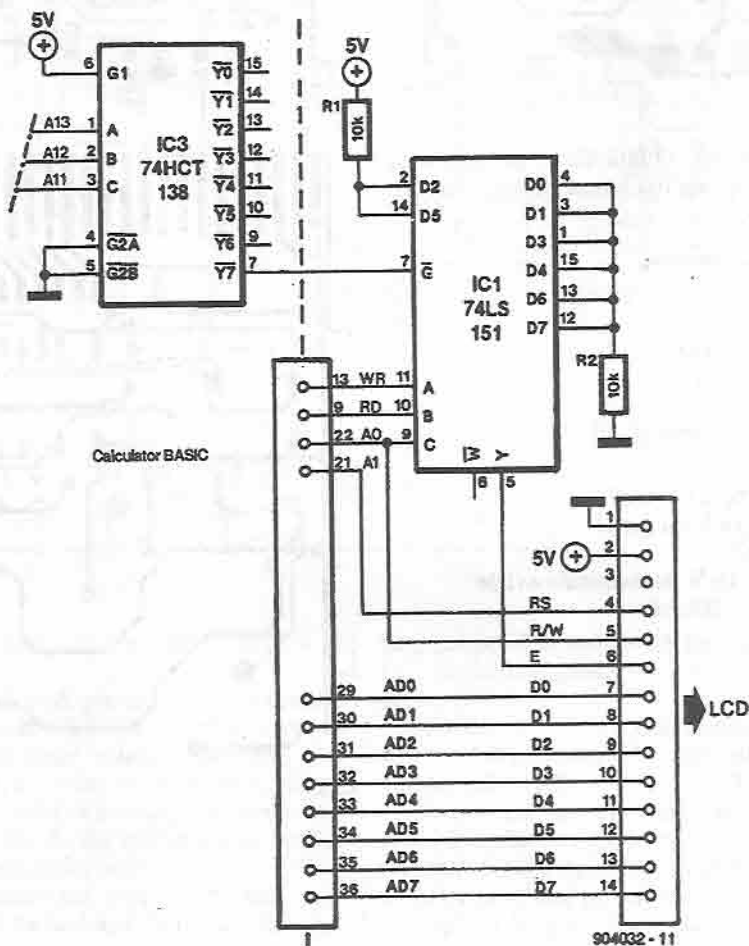 5V
G1
6
A13 1 A
A12 2 B
A11 3 C
4 G2A
5 G2B
IC3
74HCT
138
Y0 15
Y1 14
Y2 13
Y3 12
Y4 11
Y5 10
Y6 9
Y7 7
5V
R1
10k
2 D2
14 D5
7 G
IC1
74LS
151
D0 4
D1 3
D3 1
D4 15
D6 13
D7 12
R2
10k
13 WR 11 A
9 RD 10 B
22 A0 9 C
21 A1
W Y
6 5
Calculator BASIC
1
5V 2
3
RS 4
R/W 5
E 6
29 AD0 D0 7
30 AD1 D1 8
31 AD2 D2 9
32 AD3 D3 10
33 AD4 D4 11
34 AD5 D5 12
35 AD6 D6 13
36 AD7 D7 14
LCD
904032 - 11